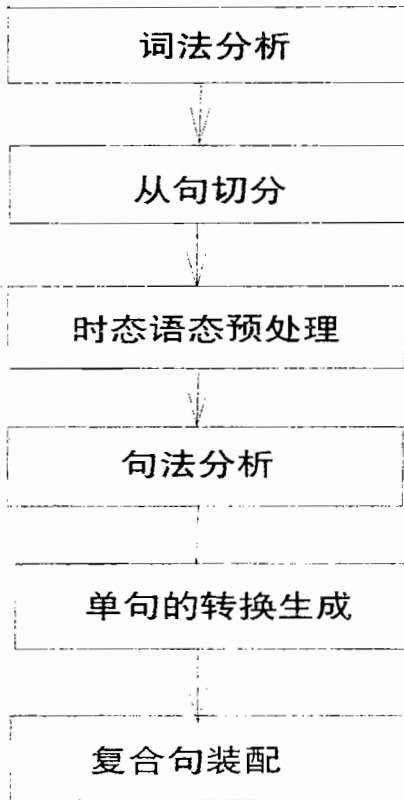 词法分析
从句切分
时态语态预处理
句法分析
单句的转换生成
复合句装配